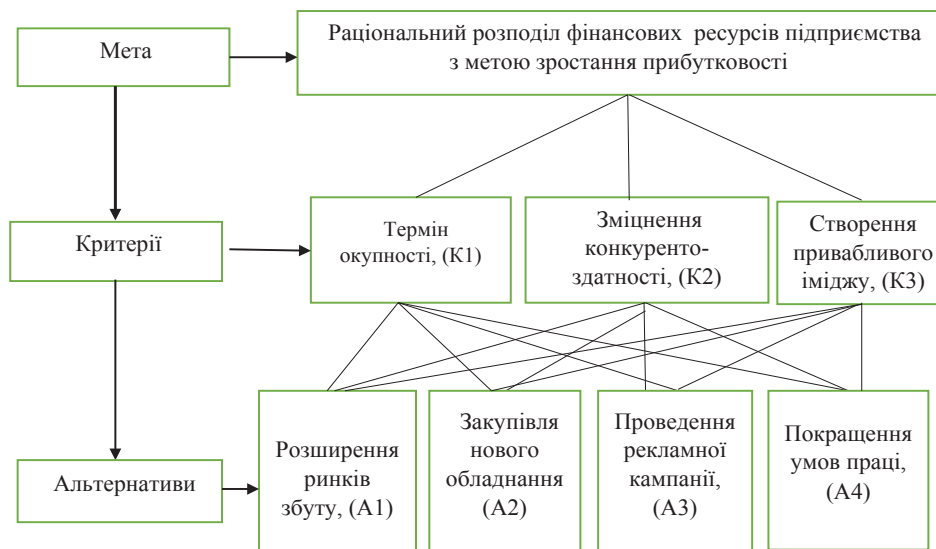 Мета
Раціональний розподіл фінансових ресурсів підприємства
з метою зростання прибутковості
Критерії
Термін
окупності, (К1)
Зміцнення
конкуренто-
здатності, (К2)
Створення
привабливого
іміджу, (К3)
Альтернативи
Розширення
ринків
збуту, (А1)
Закупівля
нового
обладнання
(А2)
Проведення
рекламної
кампанії,
(А3)
Покращення
умов праці,
(А4)